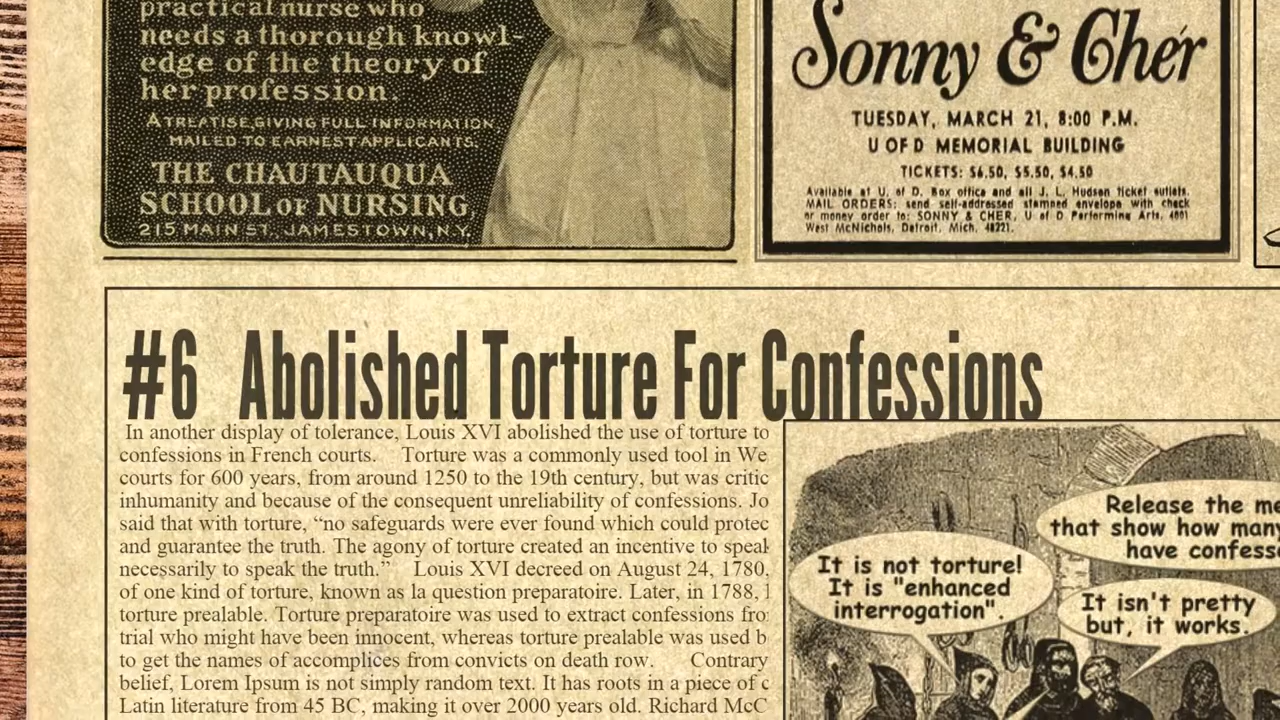 practical nurse who
needs a thorough knowl-
edge of the theory of
her profession.
A TREATISE GIVING FULL INFORMATION
MAILED TO EARNEST APPLICANTS.
THE CHAUTAUQUA
SCHOOL OF NURSING,
215 MAIN ST. JAMESTOWN, N.Y.
Sonny & Chér
TUESDAY, MARCH 21, 8:00 P.M.
U OF D MEMORIAL BUILDING
TICKETS: $6.50, $5.50, $4.50
Available at U. of D. Box office and all J. L. Hudson ticket outlets.
MAIL ORDERS: send self-addressed stamped envelope with check
or money order to: SONNY & CHER, U of D Performing Arts, 4001
West McNichols, Detroit, Mich. 48221.
#6 Abolished Torture For Confessions
In another display of tolerance, Louis XVI abolished the use of torture to
confessions in French courts. Torture was a commonly used tool in We
courts for 600 years, from around 1250 to the 19th century, but was critic
inhumanity and because of the consequent unreliability of confessions. Jo
said that with torture, “no safeguards were ever found which could protec
and guarantee the truth. The agony of torture created an incentive to speak
necessarily to speak the truth.” Louis XVI decreed on August 24, 1780,
of one kind of torture, known as la question preparatoire. Later, in 1788,
torture prealable. Torture preparatoire was used to extract confessions fro
trial who might have been innocent, whereas torture prealable was used b
to get the names of accomplices from convicts on death row. Contrary
belief, Lorem Ipsum is not simply random text. It has roots in a piece of c
Latin literature from 45 BC, making it over 2000 years old. Richard McC
Release the me
that show how many
have confess
It is not torture!
It is "enhanced
interrogation".
It isn't pretty
but, it works.